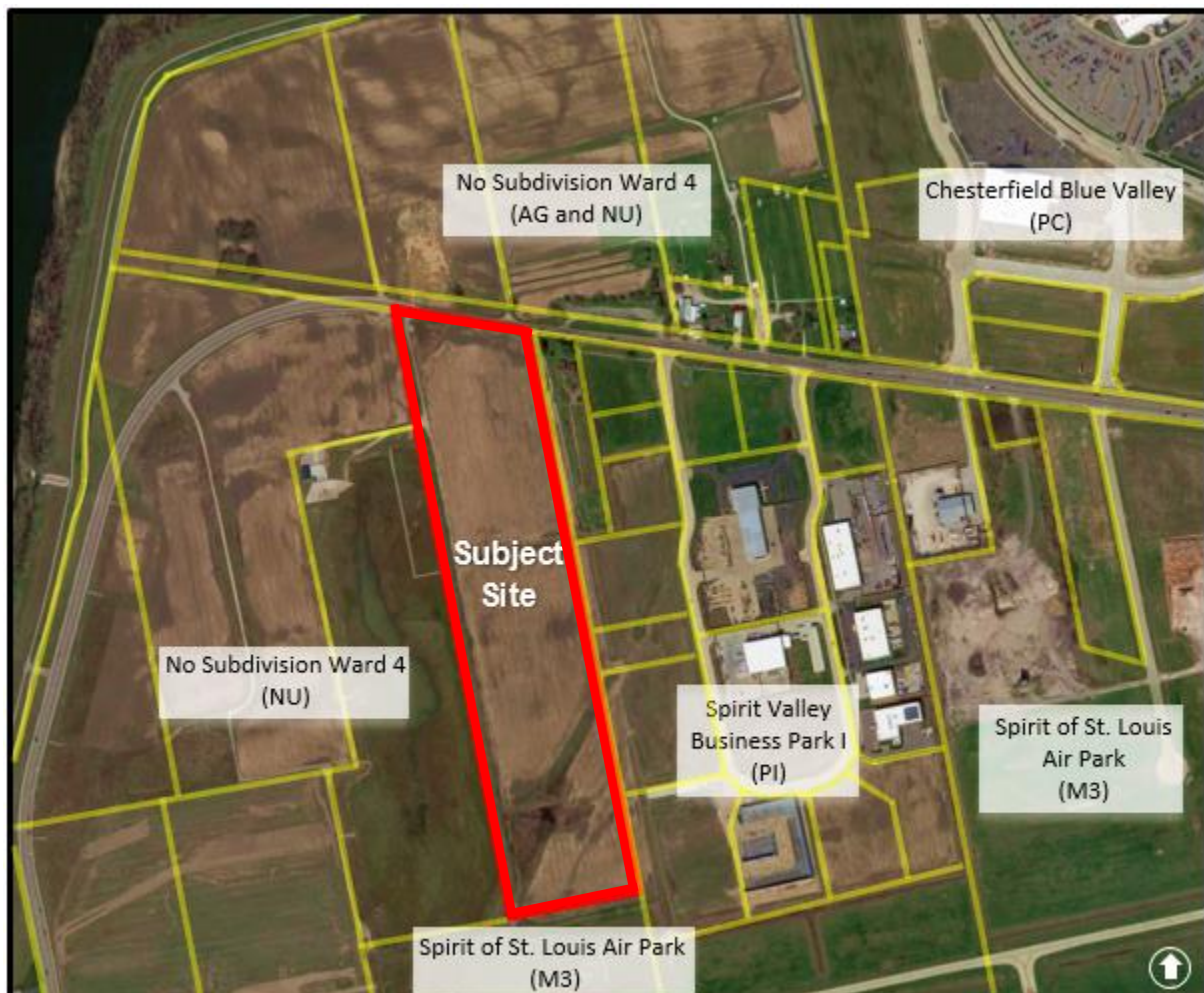 No Subdivision Ward 4
(AG and NU)
Chesterfield Blue Valley
(PC)
Subject
Site
No Subdivision Ward 4
(NU)
Spirit Valley
Business Park I
(PI)
Spirit of St. Louis
Air Park
(M3)
Spirit of St. Louis Air Park
(M3)